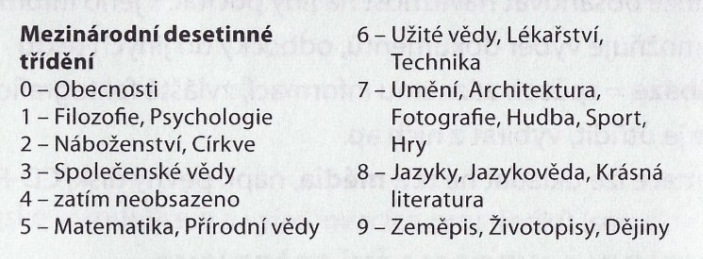 Mezinárodní desetinné
třídění
0 – Obecnosti
1 – Filozofie, Psychologie
2 – Náboženství, Církve
3 – Společenské vědy
4 – zatím neobsazeno
5 – Matematika, Přírodní vědy
6 – Užité vědy, Lékařství,
Technika
7 – Umění, Architektura,
Fotografie, Hudba, Sport,
Hry
8 – Jazyky, Jazykověda, Krásná
literatura
9 – Zeměpis, Životopisy, Dějiny